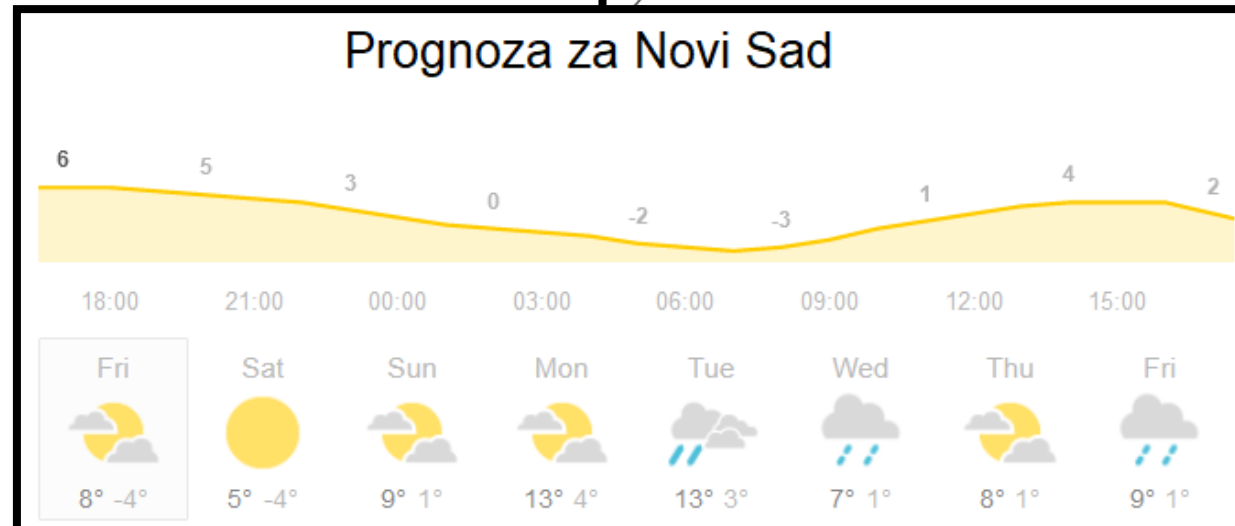 Prognoza za Novi Sad
6 5 3 0 -2 -3 1 4 2
18:00 21:00 00:00 03:00 06:00 09:00 12:00 15:00
Fri Sat Sun Mon Tue Wed Thu Fri
8° -4° 5° -4° 9° 1° 13° 4° 13° 3° 7° 1° 8° 1° 9° 1°